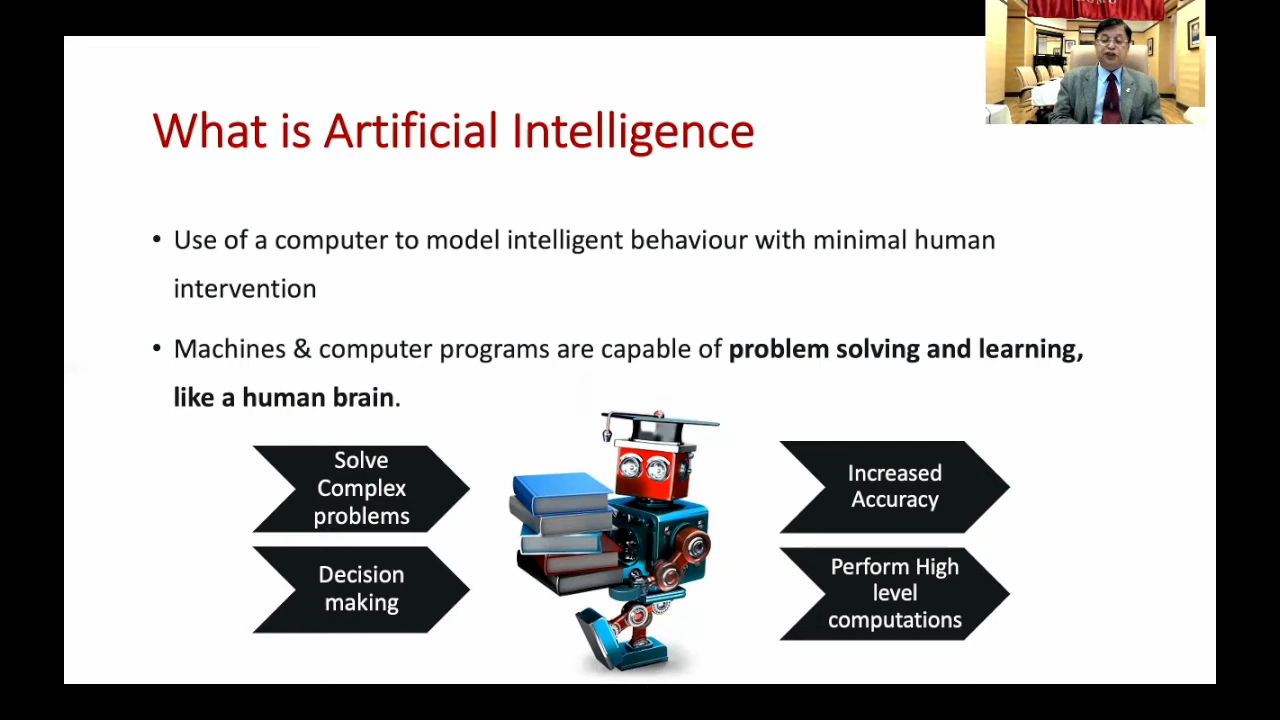 What is Artificial Intelligence
• Use of a computer to model intelligent behaviour with minimal human
intervention
• Machines & computer programs are capable of problem solving and learning,
like a human brain.
Solve
Complex
problems
Decision
making
Increased
Accuracy
Perform High
level
computations